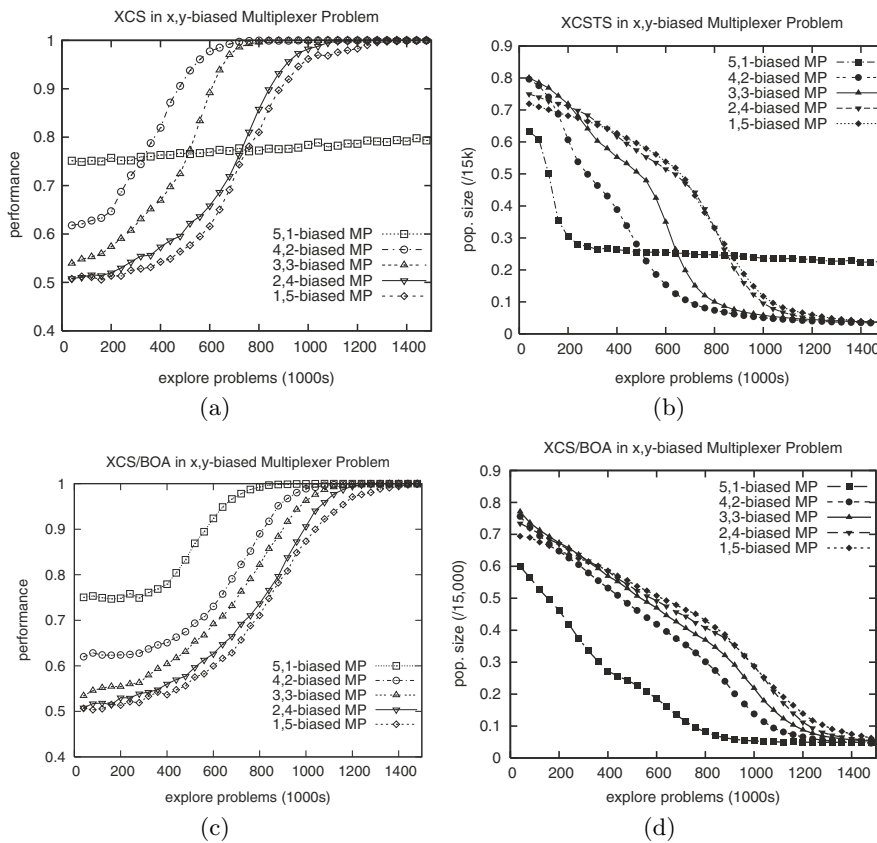 XCS in x,y-biased Multiplexer Problem
1
0.9
0.8
0.7
0.6
0.5
0.4
performance
5,1-biased MP
4,2-biased MP
3,3-biased MP
2,4-biased MP
1,5-biased MP
0 200 400 600 800 1000 1200 1400
explore problems (1000s)
(a)
XCSTS in x,y-biased Multiplexer Problem
0.9
0.8
0.7
0.6
0.5
0.4
0.3
0.2
0.1
0
pop. size (/15k)
5,1-biased MP
4,2-biased MP
3,3-biased MP
2,4-biased MP
1,5-biased MP
0 200 400 600 800 1000 1200 1400
explore problems (1000s)
(b)
XCS/BOA in x,y-biased Multiplexer Problem
1
0.9
0.8
0.7
0.6
0.5
0.4
performance
5,1-biased MP
4,2-biased MP
3,3-biased MP
2,4-biased MP
1,5-biased MP
0 200 400 600 800 1000 1200 1400
explore problems (1000s)
(c)
XCS/BOA in x,y-biased Multiplexer Problem
0.9
0.8
0.7
0.6
0.5
0.4
0.3
0.2
0.1
0
pop. size (/15,000)
5,1-biased MP
4,2-biased MP
3,3-biased MP
2,4-biased MP
1,5-biased MP
0 200 400 600 800 1000 1200 1400
explore problems (1000s)
(d)